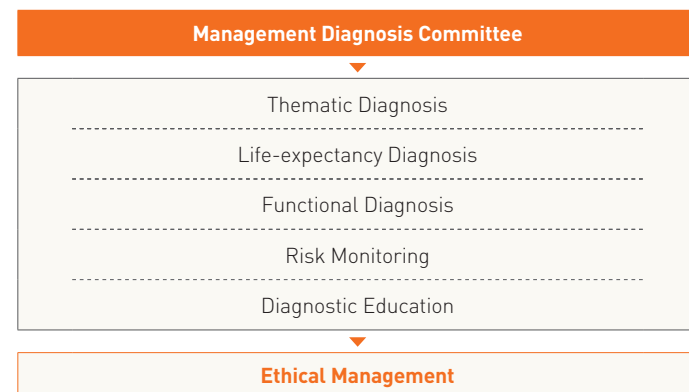 Management Diagnosis Committee
Thematic Diagnosis
Life-expectancy Diagnosis
Functional Diagnosis
Risk Monitoring
Diagnostic Education
Ethical Management